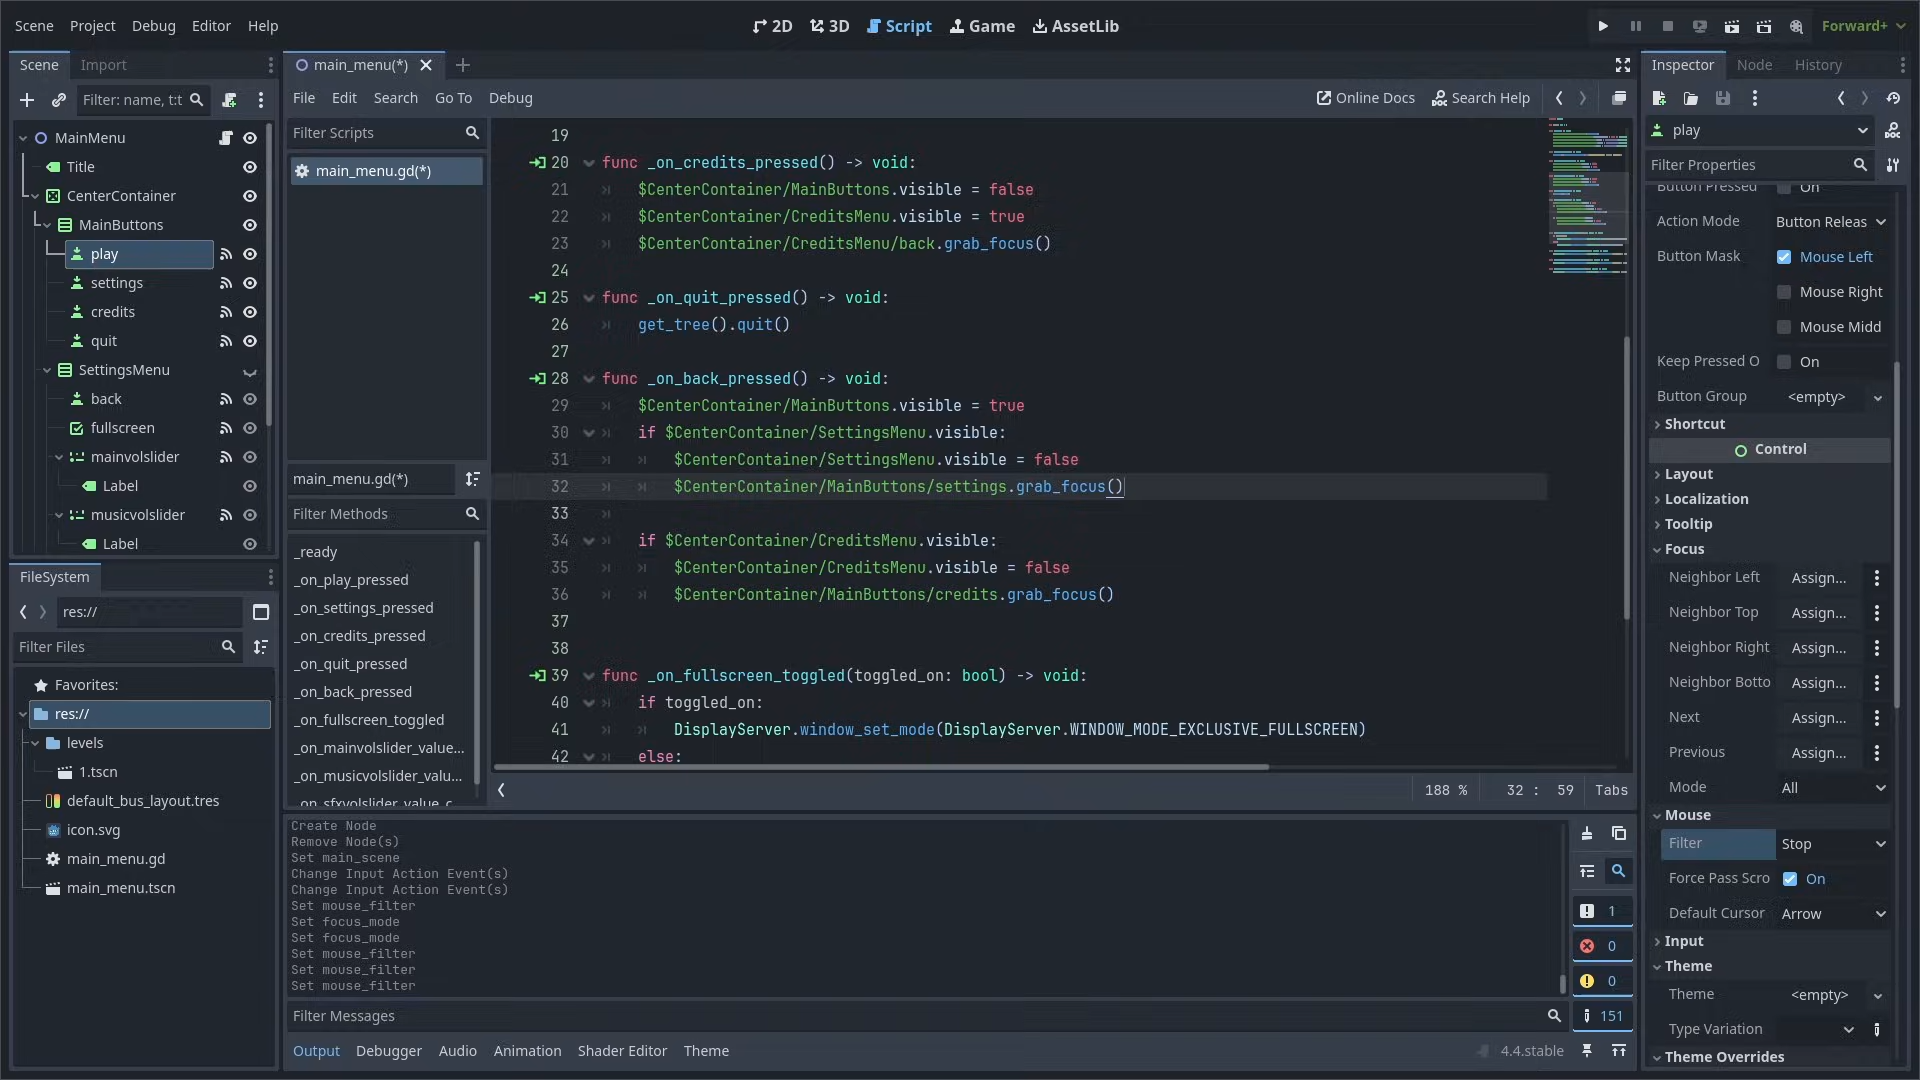 Scene Project Debug Editor Help
2D 3D Script Game AssetLib
Forward+
Scene Import
Filter: name, t:t
MainMenu
Title
CenterContainer
MainButtons
play
settings
credits
quit
SettingsMenu
back
fullscreen
mainvolslider
Label
musicvolslider
Label
FileSystem
res://
Filter Files
Favorites:
res://
levels
1.tscn
default_bus_layout.tres
icon.svg
main_menu.gd
main_menu.tscn
main_menu(*)
File Edit Search Go To Debug
Online Docs Search Help
Filter Scripts
main_menu.gd(*)
main_menu.gd(*)
Filter Methods
_ready
_on_play_pressed
_on_settings_pressed
_on_credits_pressed
_on_quit_pressed
_on_back_pressed
_on_fullscreen_toggled
_on_mainvolslider_value...
_on_musicvolslider_valu...
_on_sfxvolslider_value_c
19
20 func _on_credits_pressed() -> void:
21 $CenterContainer/MainButtons.visible = false
22 $CenterContainer/CreditsMenu.visible = true
23 $CenterContainer/CreditsMenu/back.grab_focus()
24
25 func _on_quit_pressed() -> void:
26 get_tree().quit()
27
28 func _on_back_pressed() -> void:
29 $CenterContainer/MainButtons.visible = true
30 if $CenterContainer/SettingsMenu.visible:
31 $CenterContainer/SettingsMenu.visible = false
32 $CenterContainer/MainButtons/settings.grab_focus()
33
34 if $CenterContainer/CreditsMenu.visible:
35 $CenterContainer/CreditsMenu.visible = false
36 $CenterContainer/MainButtons/credits.grab_focus()
37
38
39 func _on_fullscreen_toggled(toggled_on: bool) -> void:
40 if toggled_on:
41 DisplayServer.window_set_mode(DisplayServer.WINDOW_MODE_EXCLUSIVE_FULLSCREEN)
42 else:
188 % 32 : 59 Tabs
Create Node
Remove Node(s)
Set main_scene
Change Input Action Event(s)
Change Input Action Event(s)
Set mouse_filter
Set focus_mode
Set focus_mode
Set mouse_filter
Set mouse_filter
Set mouse_filter
1
0
0
151
Filter Messages
Output Debugger Audio Animation Shader Editor Theme
4.4.stable
Inspector Node History
play
Filter Properties
Button Pressed On
Action Mode Button Releas
Button Mask Mouse Left
Mouse Right
Mouse Midd
Keep Pressed O On
Button Group <empty>
Shortcut
Control
Layout
Localization
Tooltip
Focus
Neighbor Left Assign...
Neighbor Top Assign...
Neighbor Right Assign...
Neighbor Botto Assign...
Next Assign...
Previous Assign...
Mode All
Mouse
Filter Stop
Force Pass Scro On
Default Cursor Arrow
Input
Theme
Theme <empty>
Type Variation
Theme Overrides